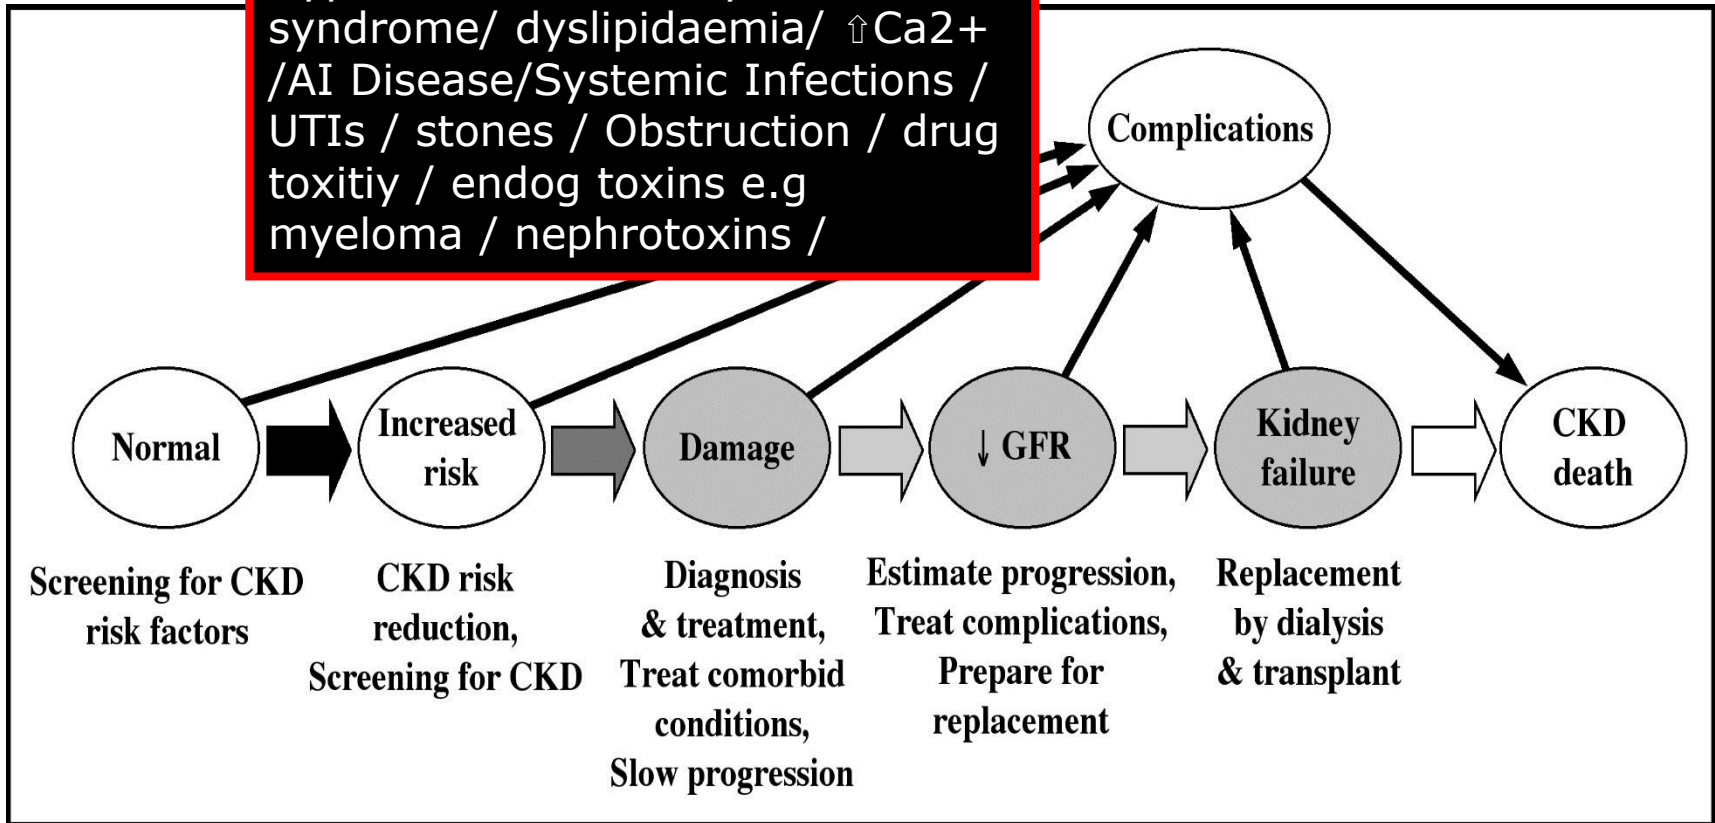 syndrome/ dyslipidaemia/ ⇧Ca2+
/AI Disease/Systemic Infections /
UTIs / stones / Obstruction / drug
toxitiy / endog toxins e.g
myeloma / nephrotoxins /
Complications
Normal
Increased
risk
Damage
↓ GFR
Kidney
failure
CKD
death
Screening for CKD
risk factors
CKD risk
reduction,
Screening for CKD
Diagnosis
& treatment,
Treat comorbid
conditions,
Slow progression
Estimate progression,
Treat complications,
Prepare for
replacement
Replacement
by dialysis
& transplant